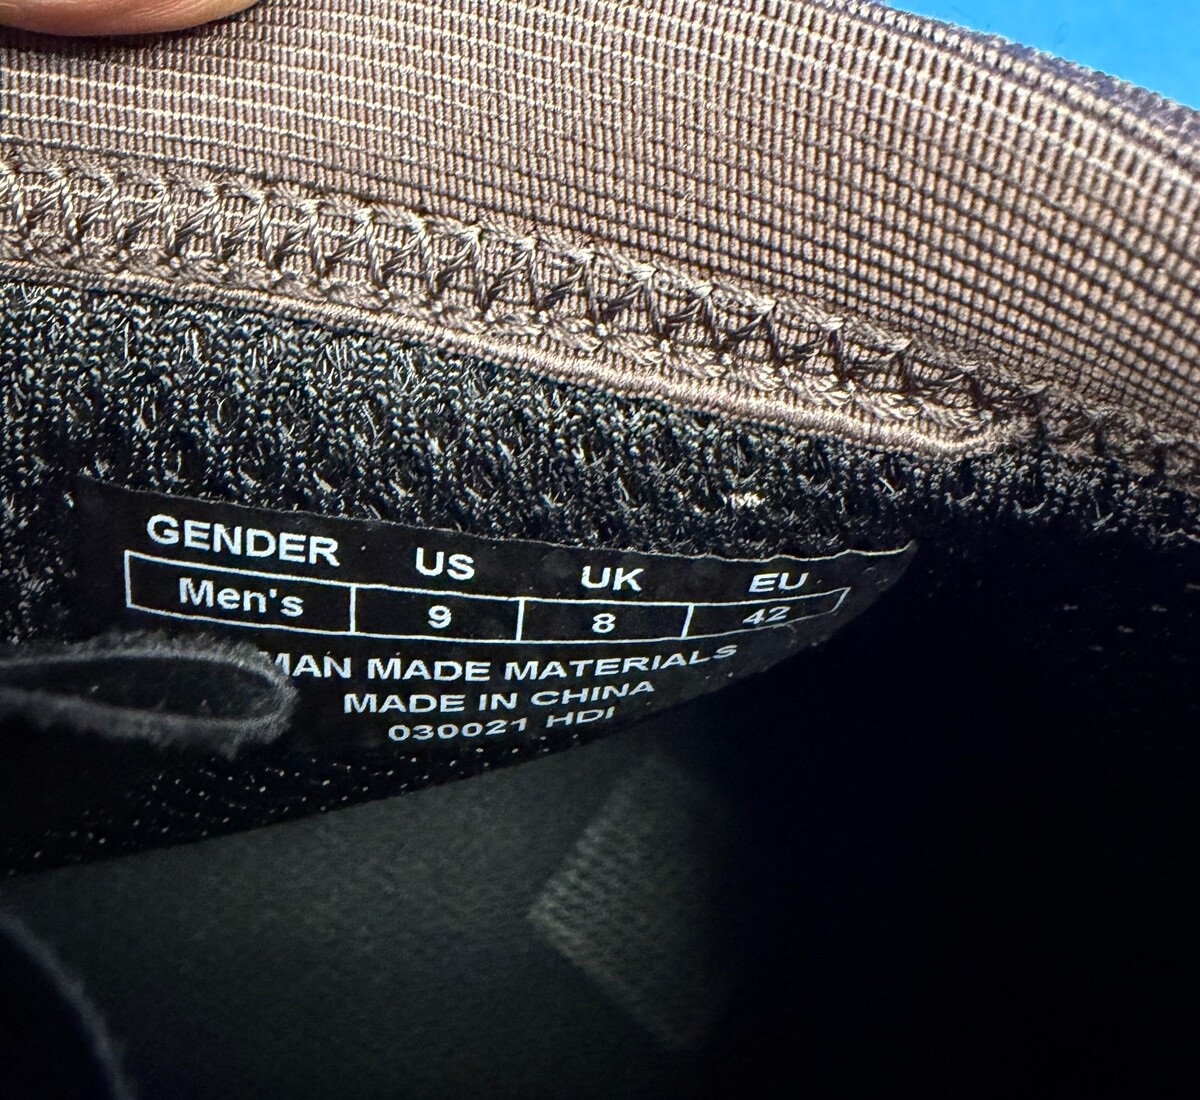 GENDER US UK EU
Men's 9 8 42
MAN MADE MATERIALS
MADE IN CHINA
030021 HDI